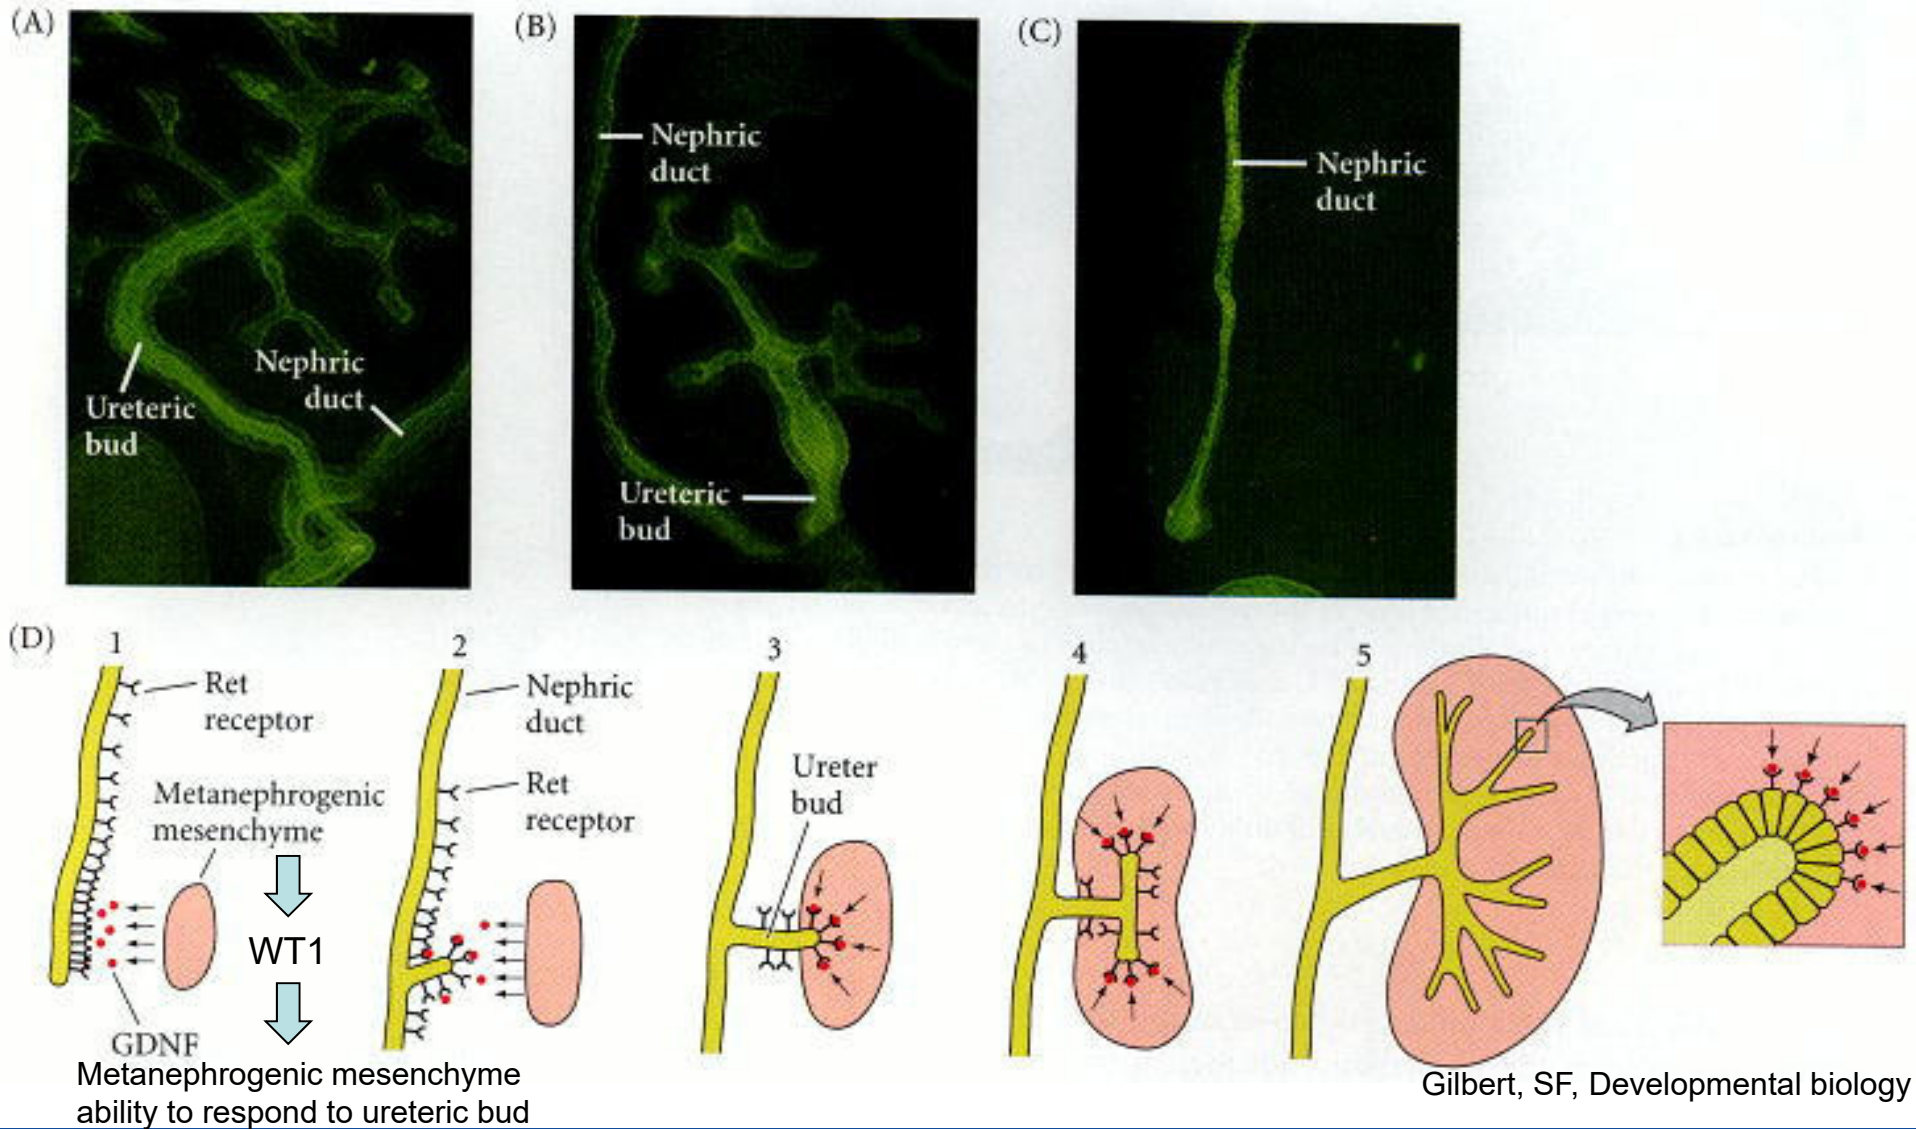 (A)
Ureteric
bud
Nephric
duct
(B)
Nephric
duct
Ureteric
bud
(C)
Nephric
duct
(D)
1
Ret
receptor
Metanephrogenic
mesenchyme
WT1
GDNF
Metanephrogenic mesenchyme
ability to respond to ureteric bud
2
Nephric
duct
Ret
receptor
3
Ureter
bud
4
5
Gilbert, SF, Developmental biology